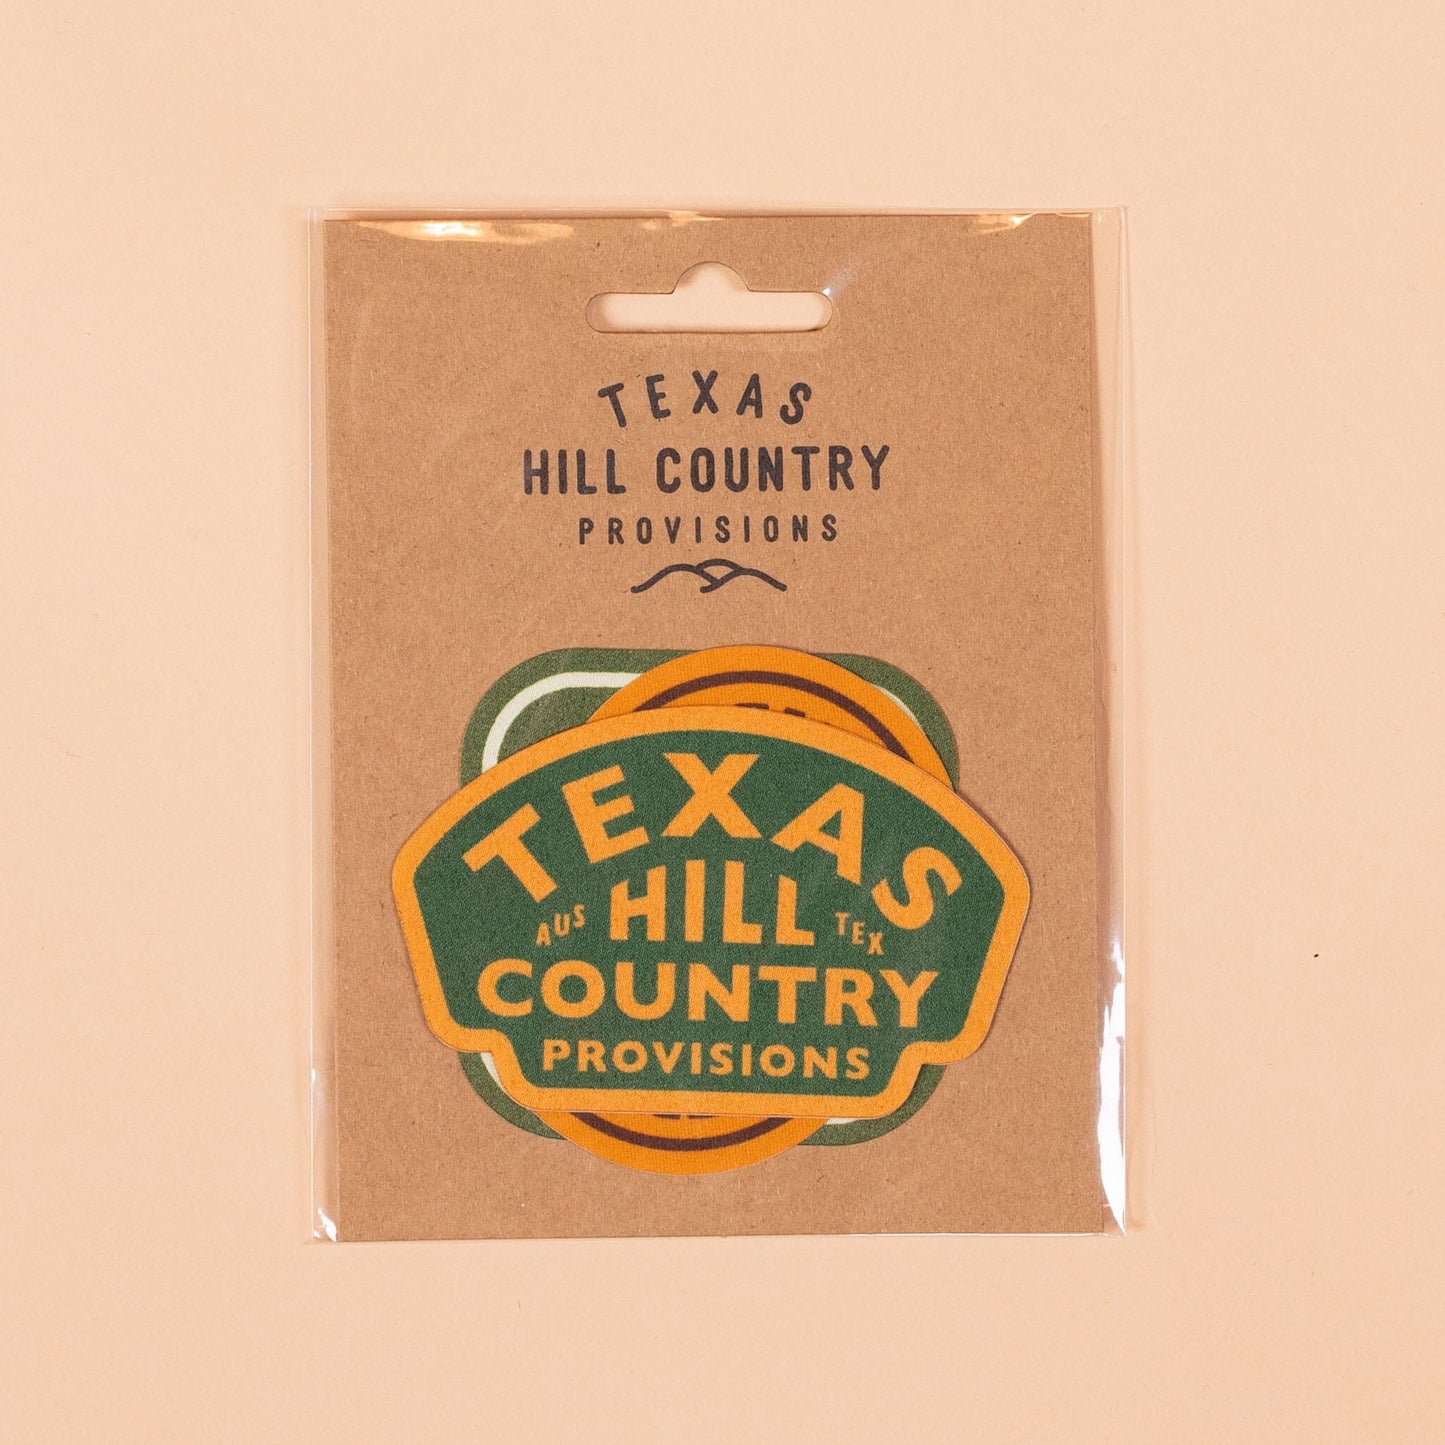 TEXAS
HILL COUNTRY
PROVISIONS
TEXAS
AUS HILL TEX
COUNTRY
PROVISIONS